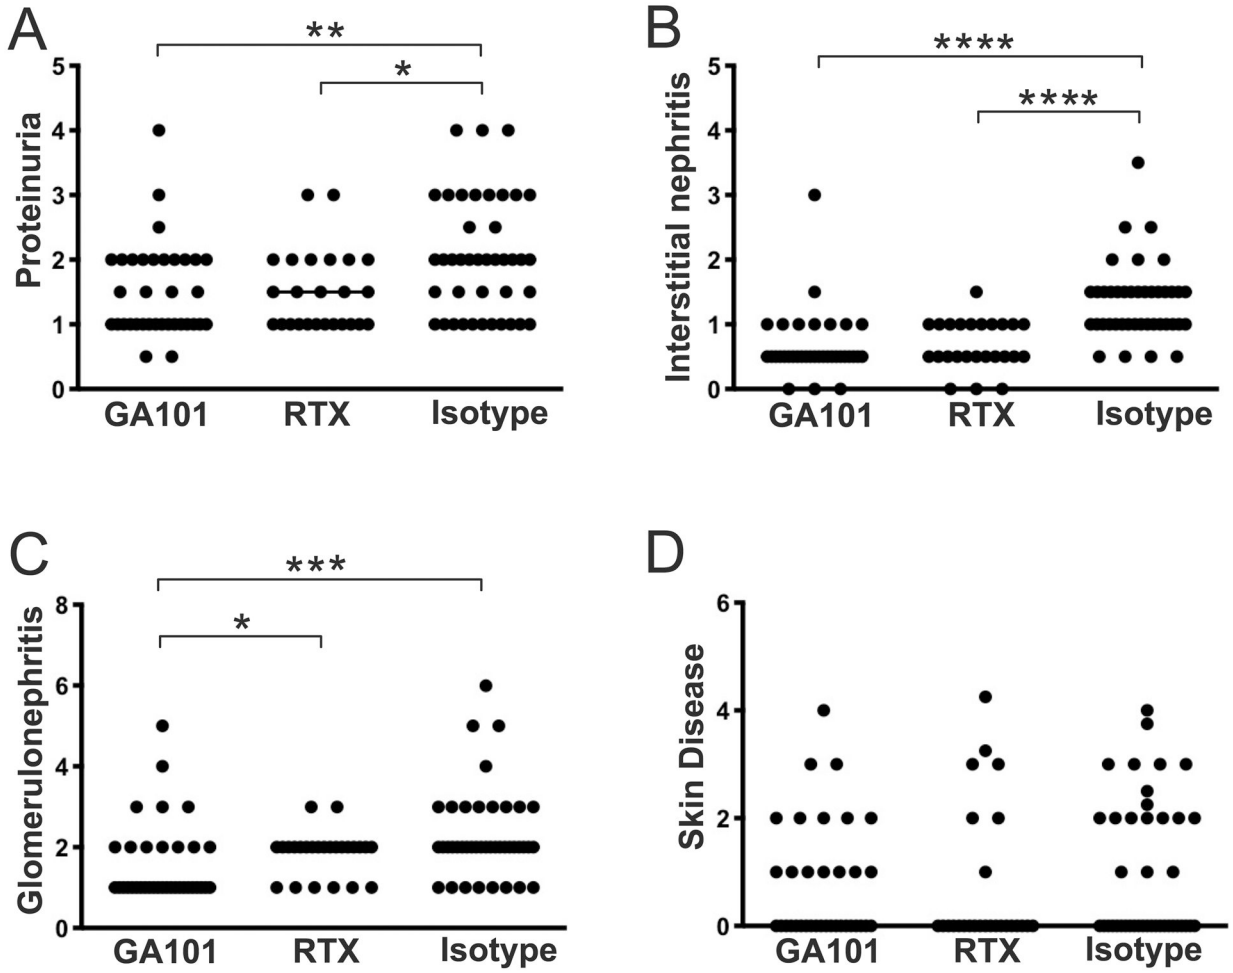 A
**
*
5
4
3
2
1
0
Proteinuria
GA101 RTX Isotype
B
****
****
5
4
3
2
1
0
Interstitial nephritis
GA101 RTX Isotype
C
***
*
8
6
4
2
0
Glomerulonephritis
GA101 RTX Isotype
D
6
4
2
0
Skin Disease
GA101 RTX Isotype